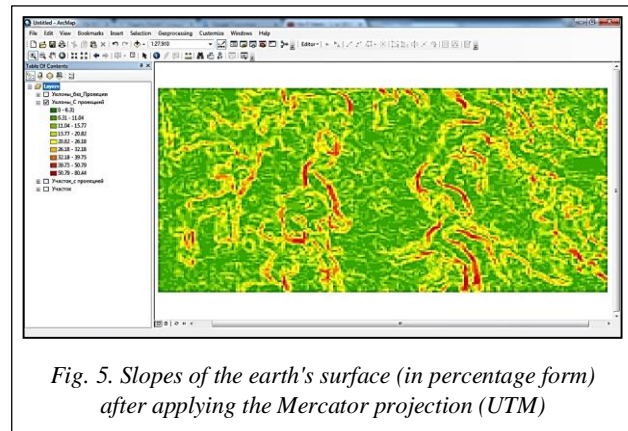 Untitled - ArcMap
File Edit View Bookmarks Insert Selection Geoprocessing Customize Windows Help
1:27,910
Editor
Table Of Contents
Layers
Уклоны_без_Проекции
Уклоны_С проекцией
0 - 6.31
6.31 - 11.04
11.04 - 15.77
15.77 - 20.82
20.82 - 26.18
26.18 - 32.18
32.18 - 39.75
39.75 - 50.79
50.79 - 80.44
Участок_с проекцией
Участок
Fig. 5. Slopes of the earth's surface (in percentage form)
after applying the Mercator projection (UTM)